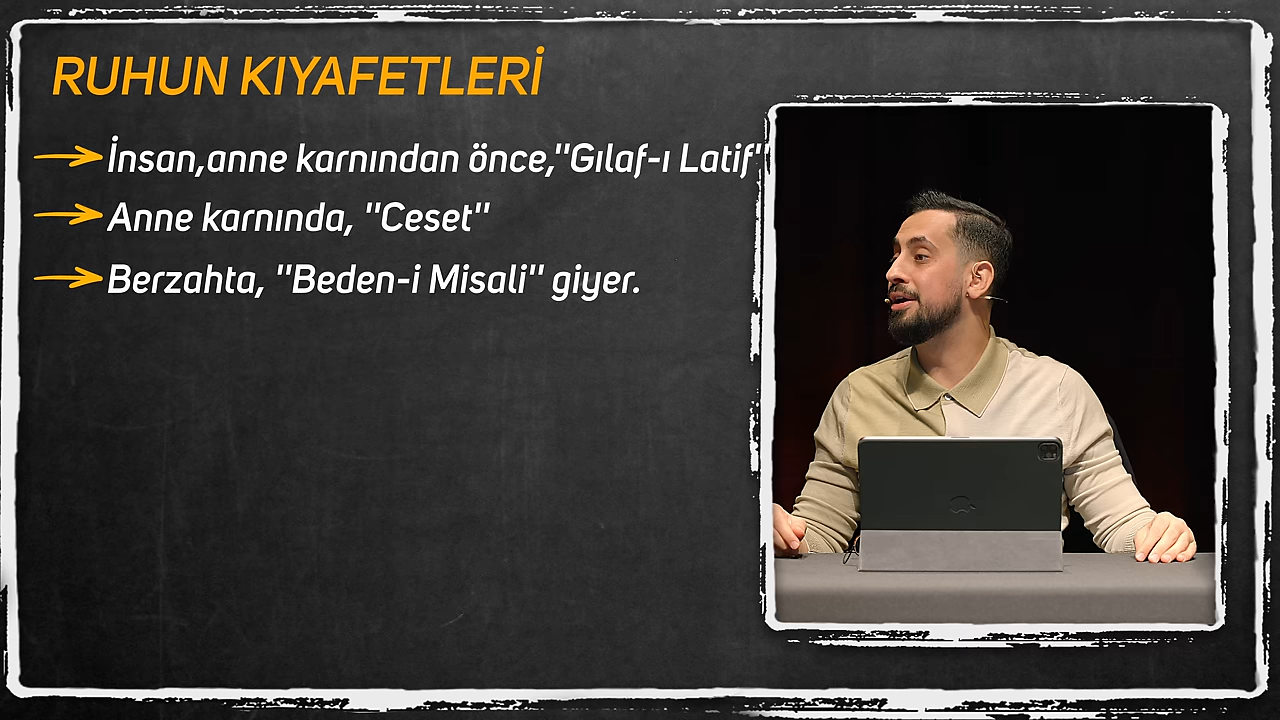 RUHUN KIYAFETLERİ
İnsan,anne karnından önce,"Gılaf-ı Latif"
Anne karnında, "Ceset"
Berzahta, "Beden-i Misali" giyer.